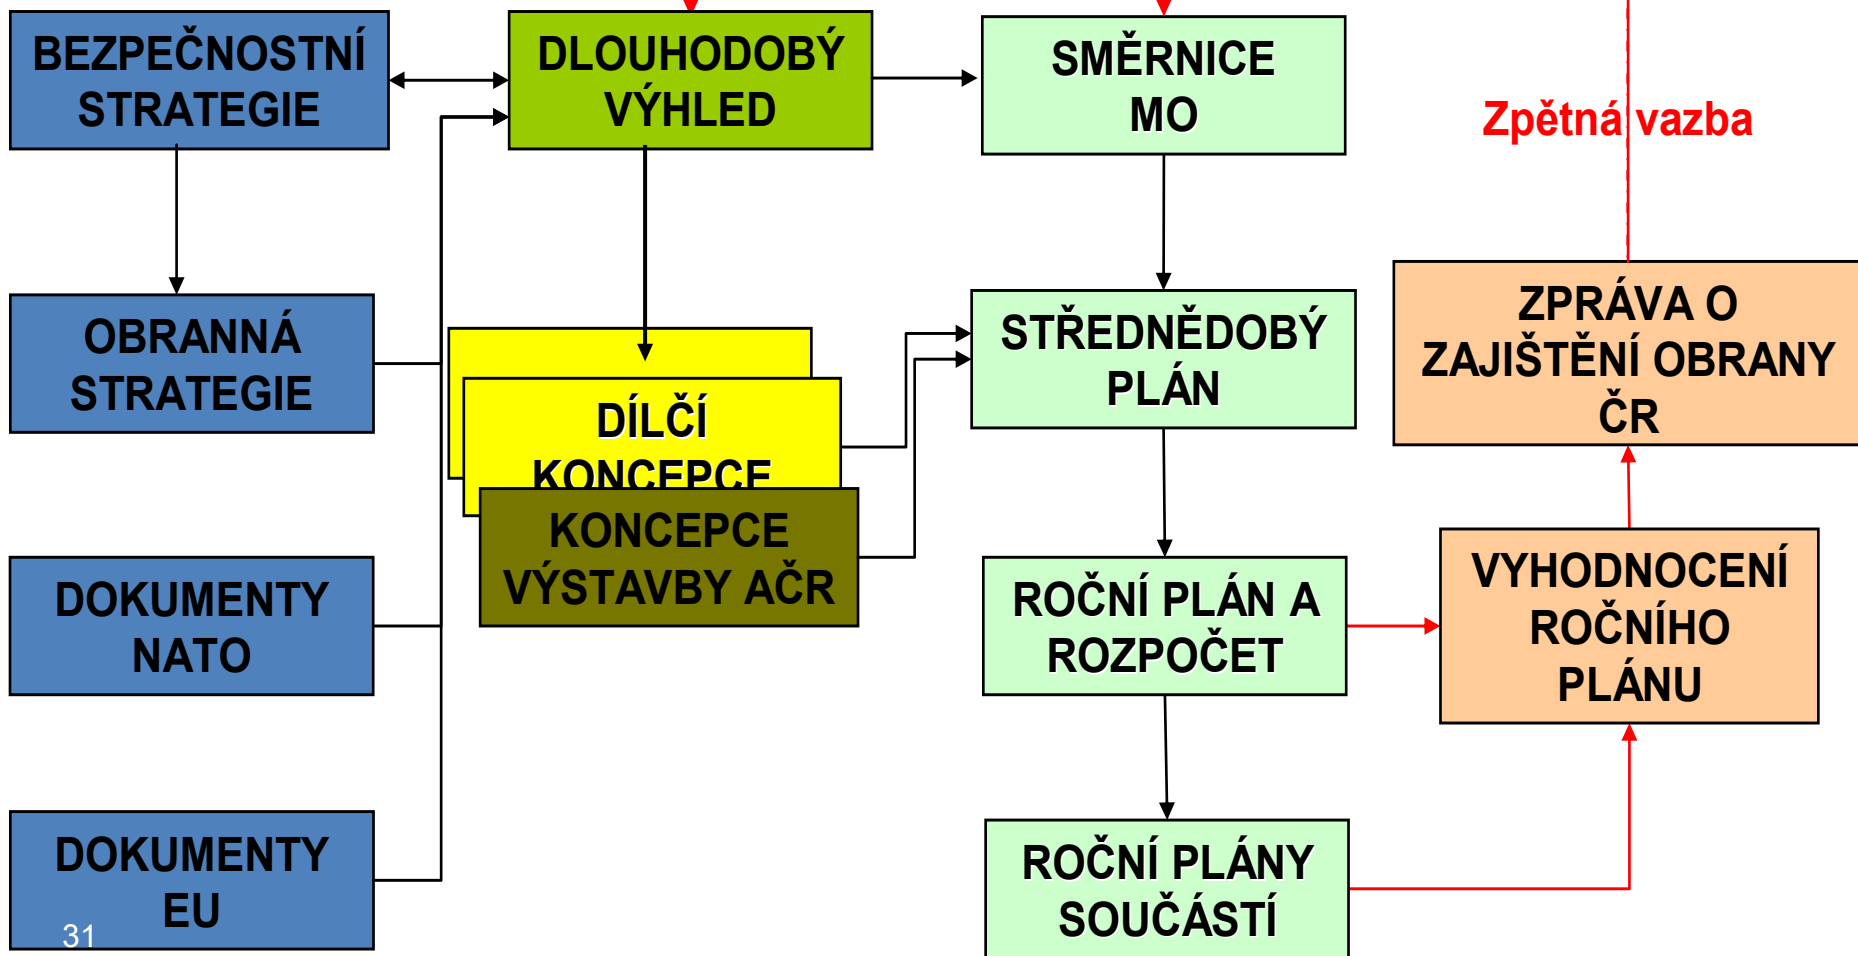 BEZPEČNOSTNÍ
STRATEGIE
DLOUHODOBÝ
VÝHLED
SMĚRNICE
MO
Zpětná vazba
OBRANNÁ
STRATEGIE
DÍLČÍ
KONCEPCE
KONCEPCE
VÝSTAVBY AČR
STŘEDNĚDOBÝ
PLÁN
ZPRÁVA O
ZAJIŠTĚNÍ OBRANY
ČR
DOKUMENTY
NATO
ROČNÍ PLÁN A
ROZPOČET
VYHODNOCENÍ
ROČNÍHO
PLÁNU
DOKUMENTY
EU
ROČNÍ PLÁNY
SOUČÁSTÍ
31